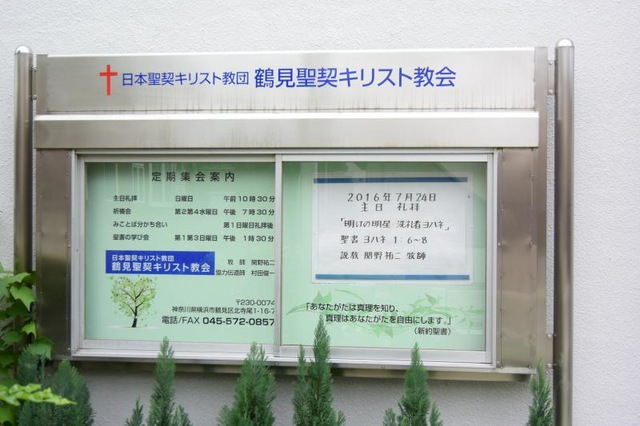 日本聖契キリスト教団 鶴見聖契キリスト教会
定期集会案内
主日礼拝 日曜日 午前10時30分
祈祷会 第2第4水曜日 午後 7時30分
みことば分かち合い 第1日曜日礼拝後
聖書の学び会 第1第3日曜日 午後 1時30分
日本聖契キリスト教団
鶴見聖契キリスト教会
牧師 関野祐二
協力伝道師 村田俊一
〒230-0074
神奈川県横浜市鶴見区北寺尾1-16-7
電話/FAX 045-572-0857
2016年7月24日
主日 礼拝
「明けの明星 洗礼者ヨハネ」
聖書 ヨハネ 1:6~8
説教 関野祐二 牧師
「あなたがたは真理を知り、
真理はあなたがたを自由にします。」
(新約聖書)